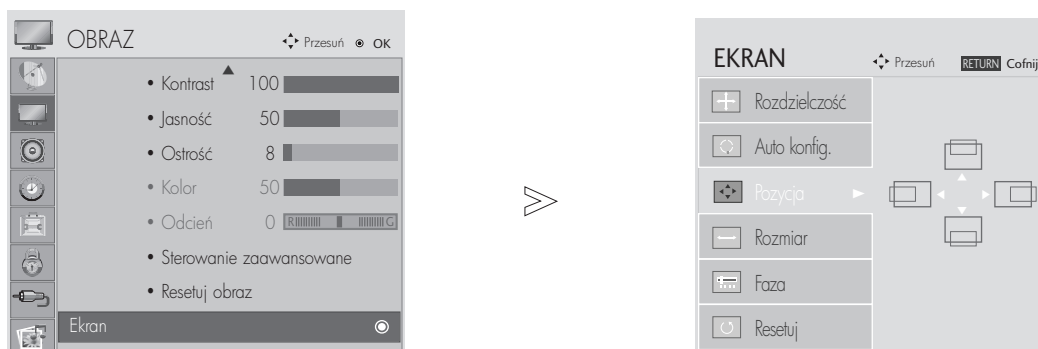 OBRAZ Przesuń OK
• Kontrast 100
• Jasność 50
• Ostrość 8
• Kolor 50
• Odcień 0 R G
• Sterowanie zaawansowane
• Resetuj obraz
Ekran
EKRAN Przesuń RETURN Cofnij
Rozdzielczość
Auto konfig.
Pozycja
Rozmiar
Faza
Resetuj